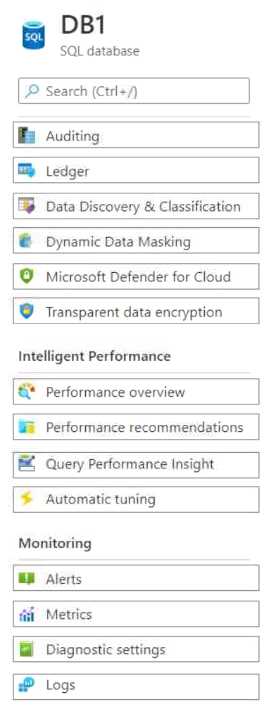 DB1
SQL
SQL database
Search (Ctrl+/)
Auditing
Ledger
Data Discovery & Classification
Dynamic Data Masking
Microsoft Defender for Cloud
Transparent data encryption
Intelligent Performance
Performance overview
Performance recommendations
Query Performance Insight
Automatic tuning
Monitoring
Alerts
Metrics
Diagnostic settings
Logs